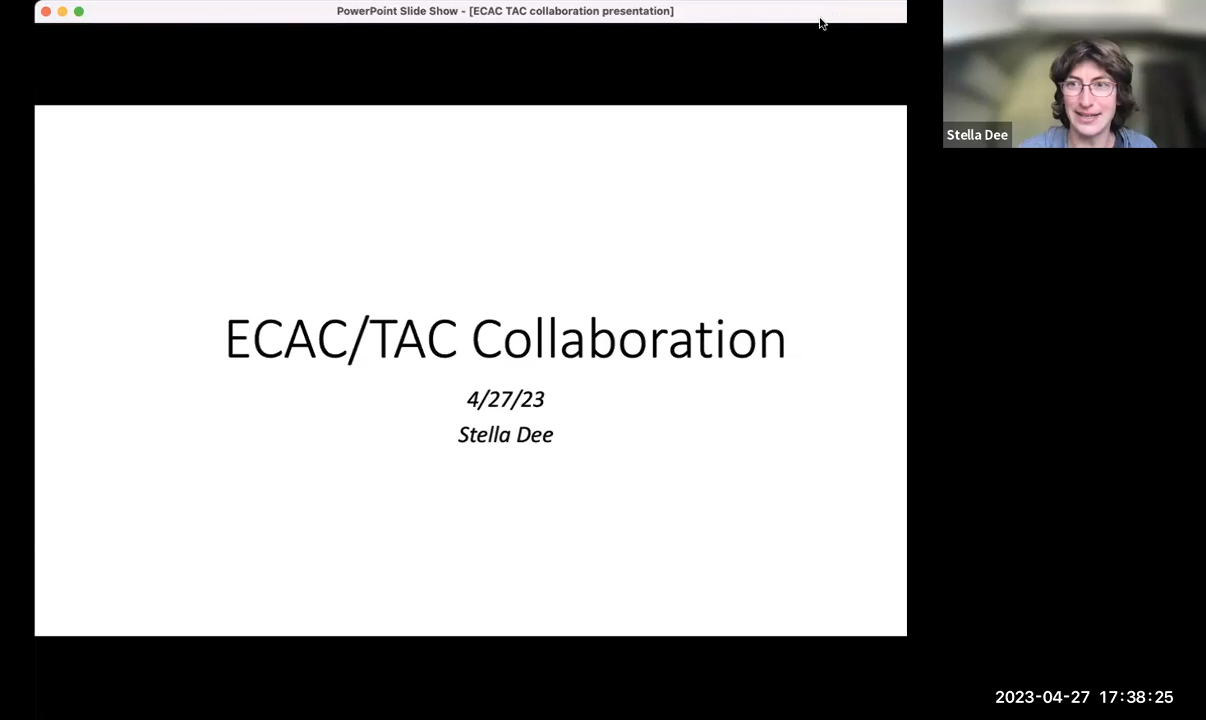 PowerPoint Slide Show - [ECAC TAC collaboration presentation]
Stella Dee
ECAC/TAC Collaboration
4/27/23
Stella Dee
2023-04-27 17:38:25